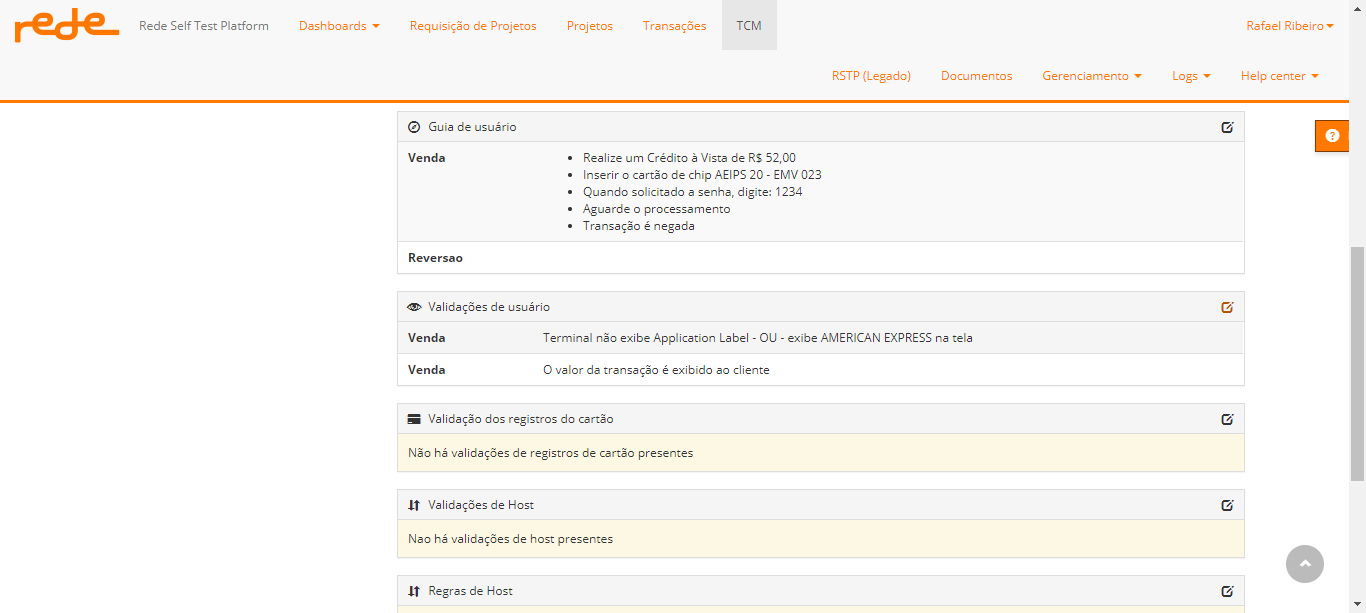 rede Rede Self Test Platform Dashboards Requisição de Projetos Projetos Transações TCM Rafael Ribeiro
RSTP (Legado) Documentos Gerenciamento Logs Help center
Guia de usuário
Venda
Realize um Crédito à Vista de R$ 52,00
Inserir o cartão de chip AEIPS 20 - EMV 023
Quando solicitado a senha, digite: 1234
Aguarde o processamento
Transação é negada
Reversao
Validações de usuário
Venda Terminal não exibe Application Label - OU - exibe AMERICAN EXPRESS na tela
Venda O valor da transação é exibido ao cliente
Validação dos registros do cartão
Não há validações de registros de cartão presentes
Validações de Host
Nao há validações de host presentes
Regras de Host